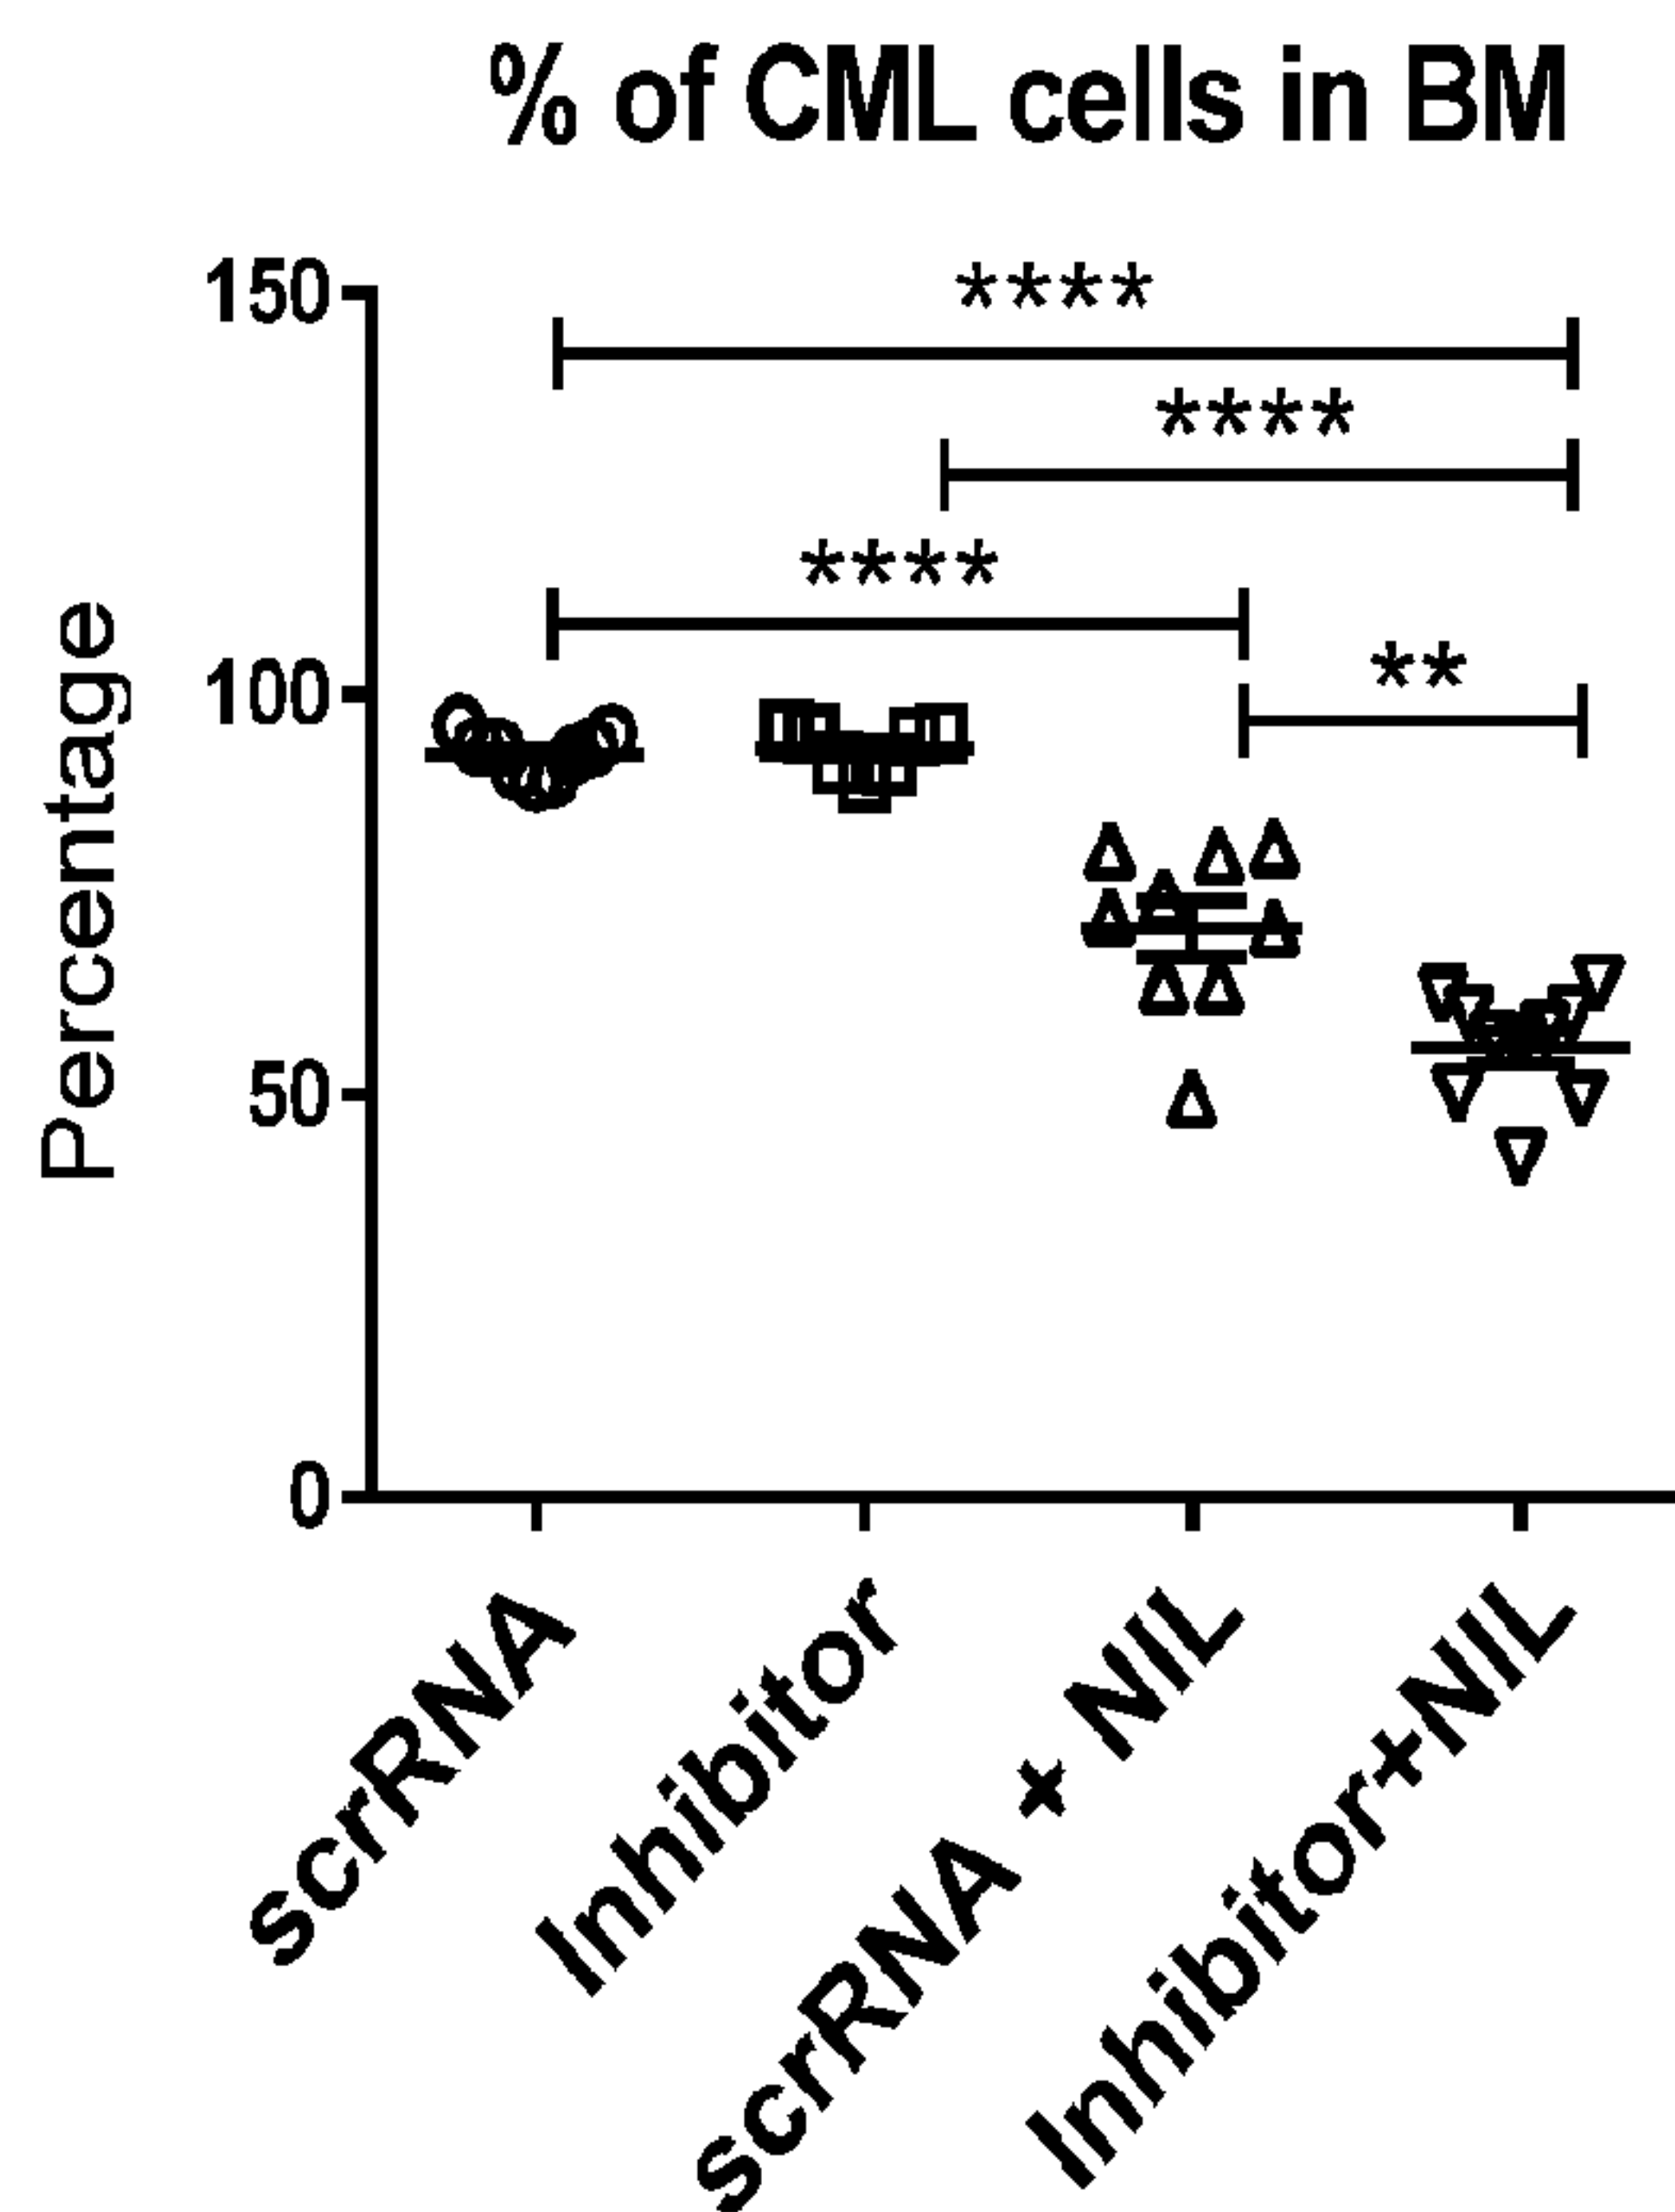 % of CML cells in BM
150
****
****
****
100
**
Percentage
50
0
scrRNA
Inhibitor
scrRNA + NIL
Inhibitor+NIL